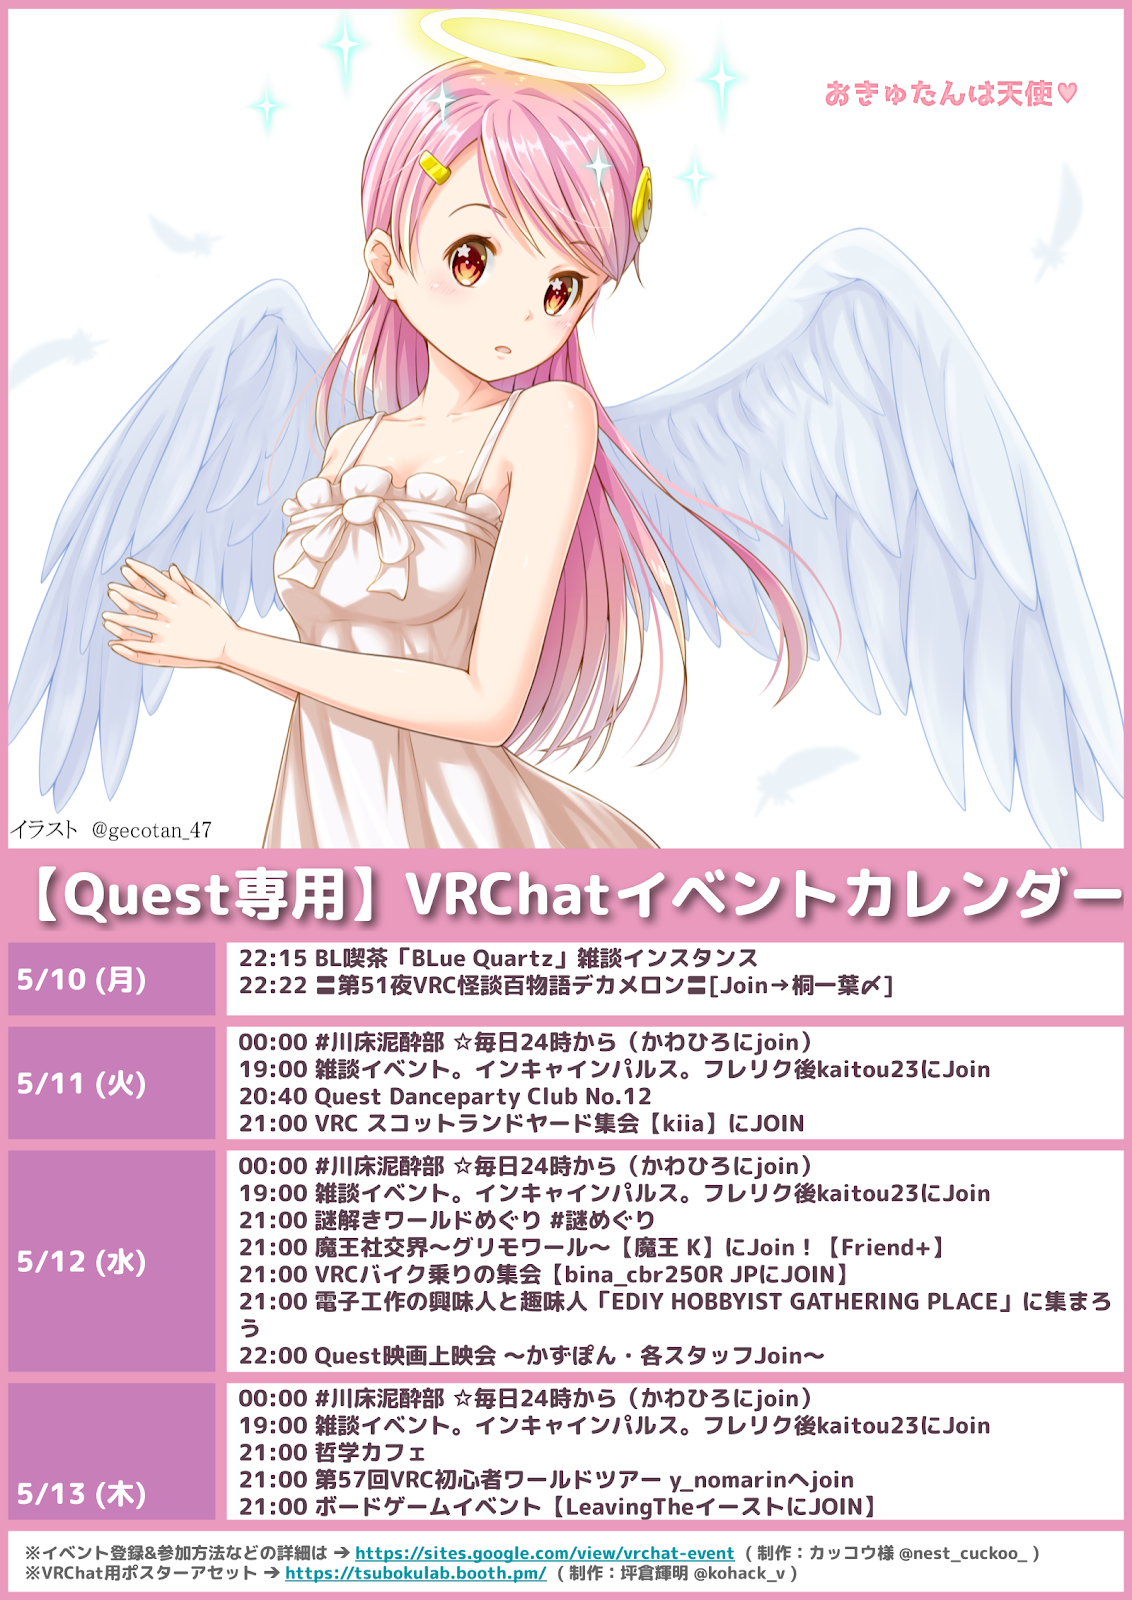 おきゅたんは天使♥
イラスト @gecotan_47
【Quest専用】VRChatイベントカレンダー
5/10 (月)
22:15 BL喫茶「BLue Quartz」雑談インスタンス
22:22 〓第51夜VRC怪談百物語デカメロン〓[Join→桐一葉〆]
5/11 (火)
00:00 #川床泥酔部 ☆毎日24時から（かわひろにjoin）
19:00 雑談イベント。インキャインパルス。フレリク後kaitou23にJoin
20:40 Quest Danceparty Club No.12
21:00 VRC スコットランドヤード集会【kiia】にJOIN
5/12 (水)
00:00 #川床泥酔部 ☆毎日24時から（かわひろにjoin）
19:00 雑談イベント。インキャインパルス。フレリク後kaitou23にJoin
21:00 謎解きワールドめぐり #謎めぐり
21:00 魔王社交界～グリモワール～【魔王 K】にJoin！【Friend+】
21:00 VRCバイク乗りの集会【bina_cbr250R JPにJOIN】
21:00 電子工作の興味人と趣味人「EDIY HOBBYIST GATHERING PLACE」に集まろ
う
22:00 Quest映画上映会 ～かずぽん・各スタッフJoin～
5/13 (木)
00:00 #川床泥酔部 ☆毎日24時から（かわひろにjoin）
19:00 雑談イベント。インキャインパルス。フレリク後kaitou23にJoin
21:00 哲学カフェ
21:00 第57回VRC初心者ワールドツアー y_nomarinへjoin
21:00 ボードゲームイベント【LeavingTheイーストにJOIN】
※イベント登録&参加方法などの詳細は → https://sites.google.com/view/vrchat-event （制作：カッコウ様 @nest_cuckoo_ ）
※VRChat用ポスターアセット → https://tsubokulab.booth.pm/ （制作：坪倉輝明 @kohack_v ）